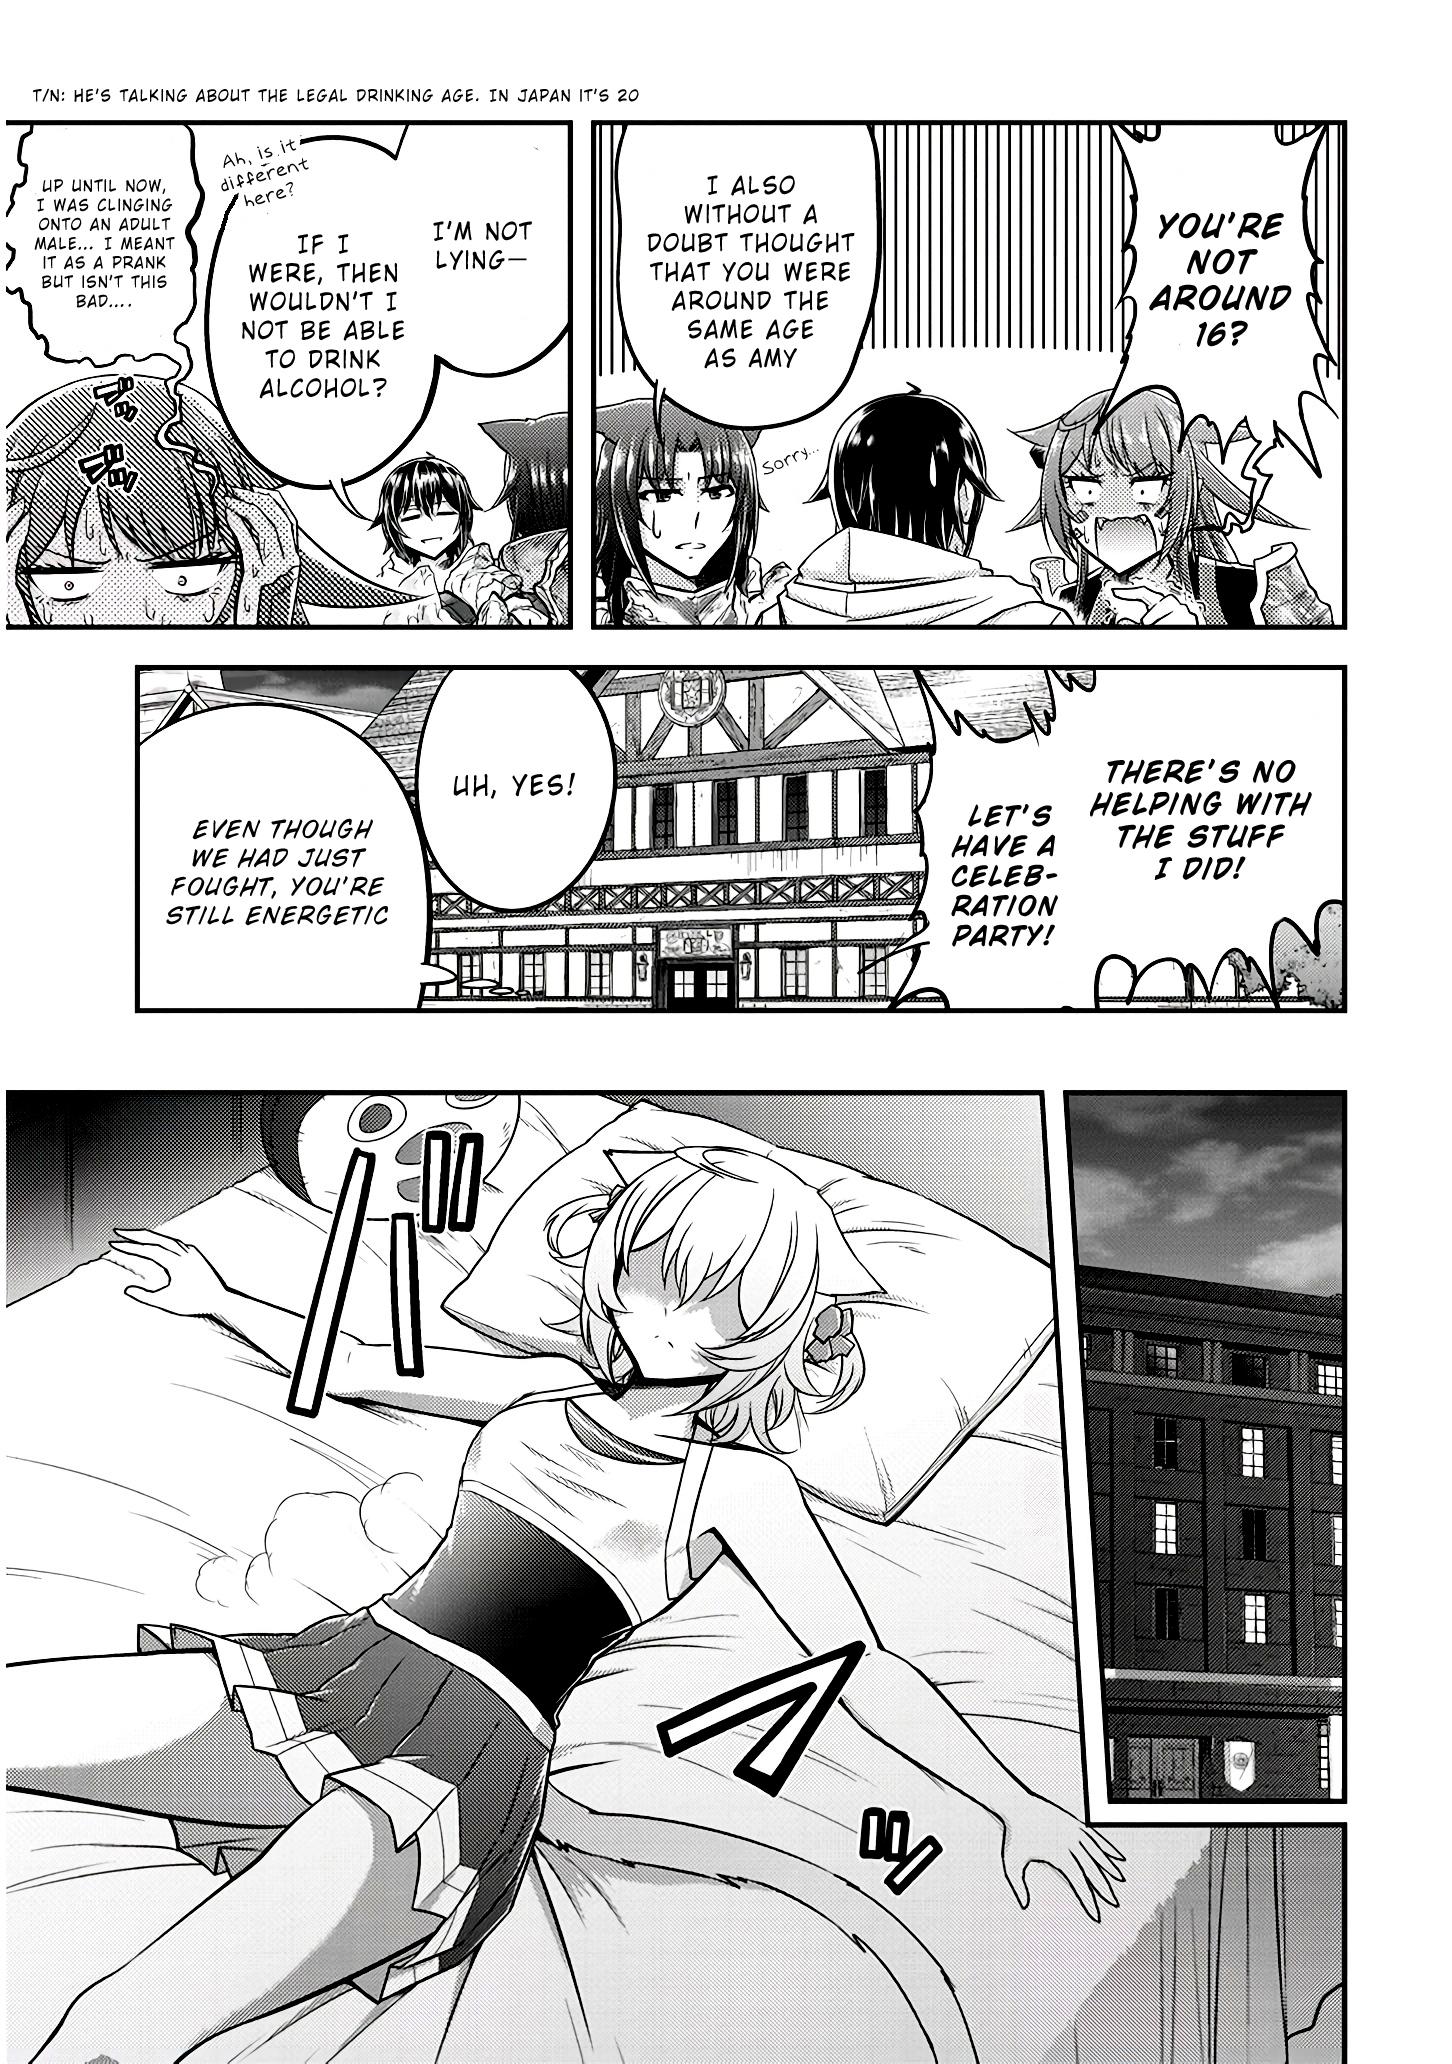 T/N: HE'S TALKING ABOUT THE LEGAL DRINKING AGE. IN JAPAN IT'S 20
YOU'RE
NOT
AROUND
16?
I ALSO
WITHOUT A
DOUBT THOUGHT
THAT YOU WERE
AROUND THE
SAME AGE
AS AMY
Sorry...
I'M NOT
LYING—
IF I
WERE, THEN
WOULDN'T I
NOT BE ABLE
TO DRINK
ALCOHOL?
Ah, is it
different
here?
UP UNTIL NOW,
I WAS CLINGING
ONTO AN ADULT
MALE... I MEANT
IT AS A PRANK
BUT ISN'T THIS
BAD....
THERE'S NO
HELPING WITH
THE STUFF
I DID!
LET'S
HAVE A
CELEB-
RATION
PARTY!
UH, YES!
EVEN THOUGH
WE HAD JUST
FOUGHT, YOU'RE
STILL ENERGETIC